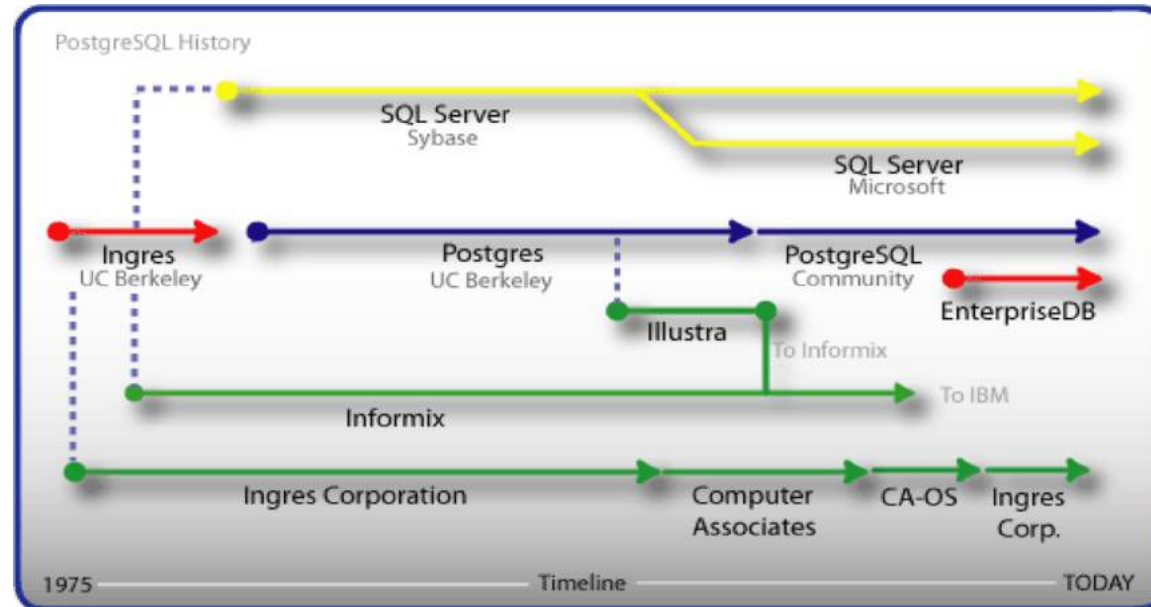 PostgreSQL History
SQL Server
Sybase
SQL Server
Microsoft
Ingres
UC Berkeley
Postgres
UC Berkeley
PostgreSQL
Community
EnterpriseDB
Illustra
To Informix
To IBM
Informix
Ingres Corporation
Computer
Associates
CA-OS
Ingres
Corp.
1975
Timeline
TODAY